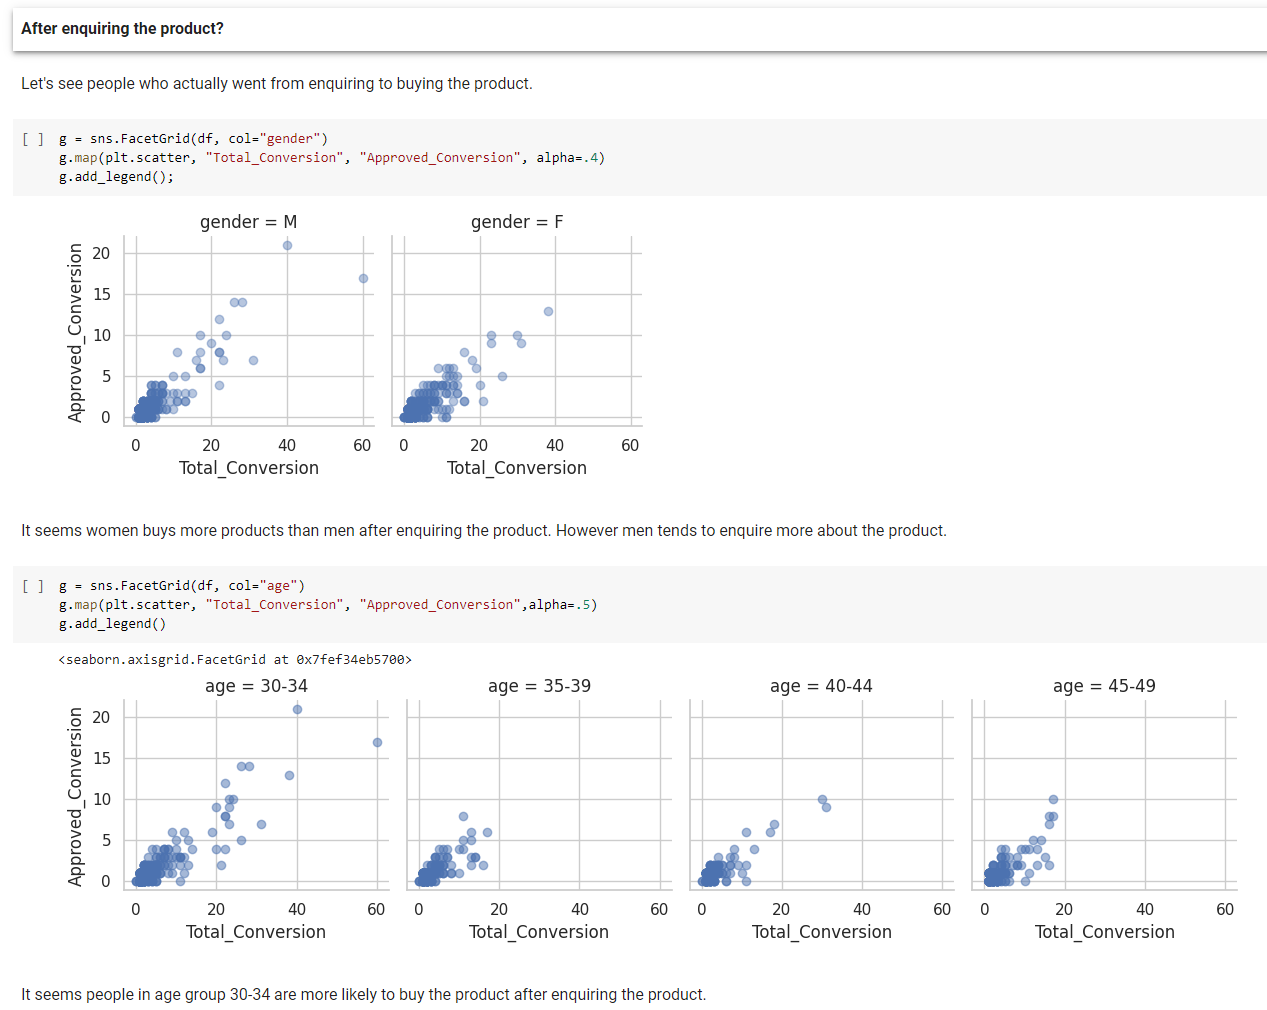 After enquiring the product?
Let's see people who actually went from enquiring to buying the product.
[ ] g = sns.FacetGrid(df, col="gender")
g.map(plt.scatter, "Total_Conversion", "Approved_Conversion", alpha=.4)
g.add_legend();
gender = M gender = F
Approved_Conversion
20
15
10
5
0
0 20 40 60 0 20 40 60
Total_Conversion Total_Conversion
It seems women buys more products than men after enquiring the product. However men tends to enquire more about the product.
[ ] g = sns.FacetGrid(df, col="age")
g.map(plt.scatter, "Total_Conversion", "Approved_Conversion",alpha=.5)
g.add_legend()
<seaborn.axisgrid.FacetGrid at 0x7fef34eb5700>
age = 30-34 age = 35-39 age = 40-44 age = 45-49
Approved_Conversion
20
15
10
5
0
0 20 40 60 0 20 40 60 0 20 40 60 0 20 40 60
Total_Conversion Total_Conversion Total_Conversion Total_Conversion
It seems people in age group 30-34 are more likely to buy the product after enquiring the product.